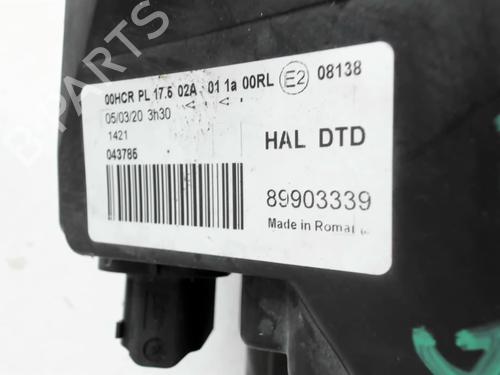 00HCR PL 17.5 02A 01 1a 00RL E2 08138
05/03/20 3h30
1421
043786
HAL DTD
89903339
Made in
B-PARTS